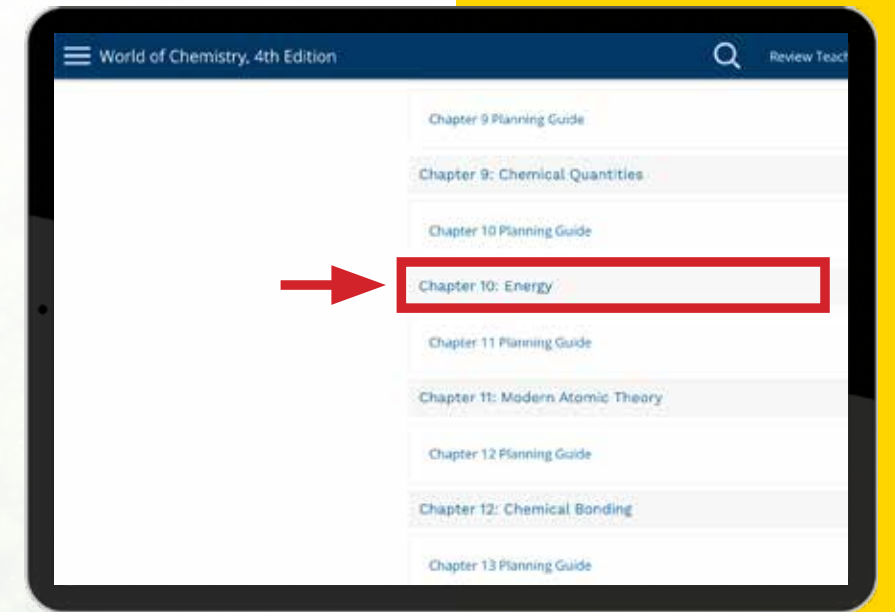 World of Chemistry, 4th Edition
Review Teach
Chapter 9 Planning Guide
Chapter 9: Chemical Quantities
Chapter 10 Planning Guide
Chapter 10: Energy
Chapter 11 Planning Guide
Chapter 11: Modern Atomic Theory
Chapter 12 Planning Guide
Chapter 12: Chemical Bonding
Chapter 13 Planning Guide